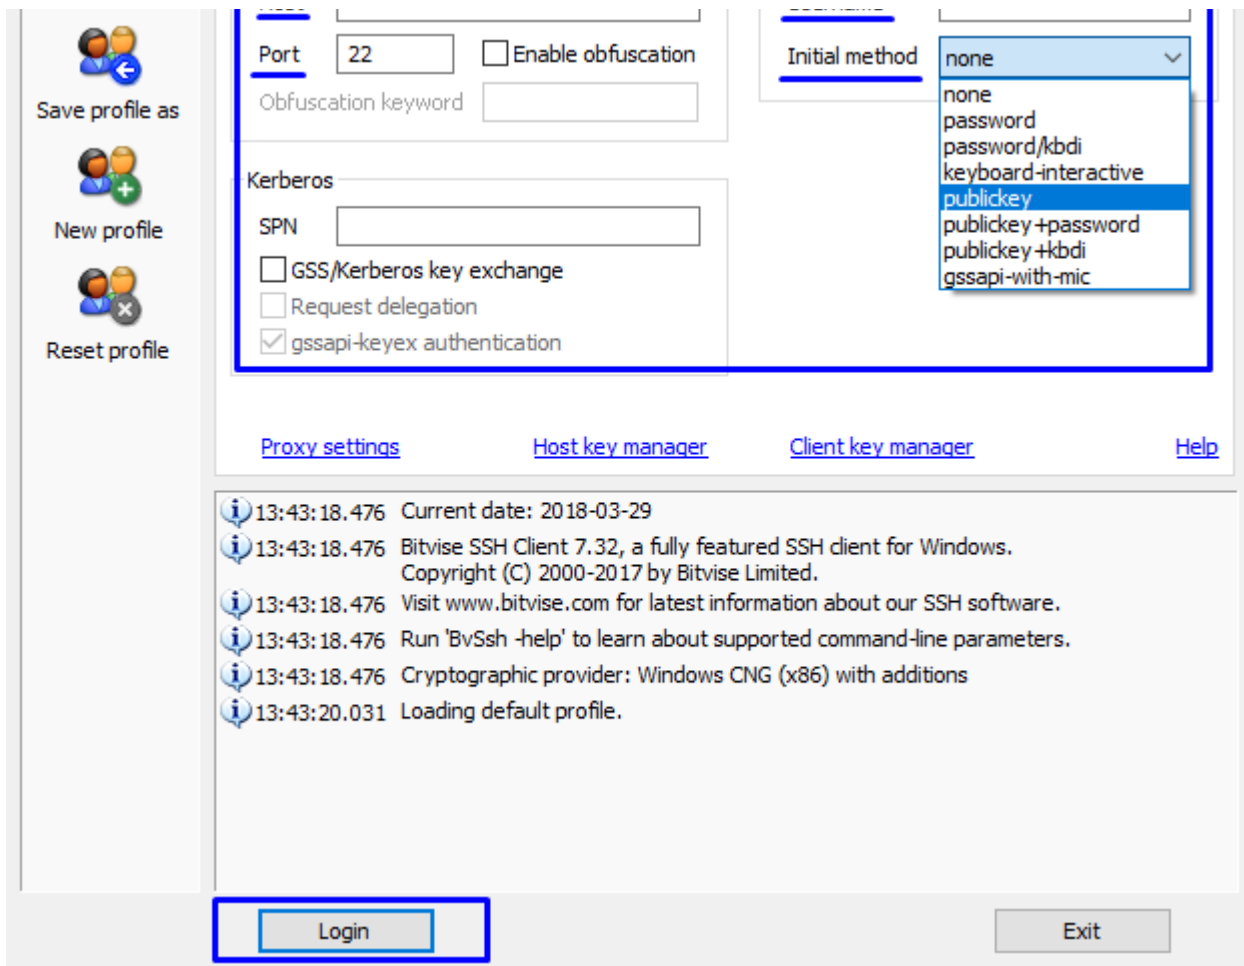 Port 22 Enable obfuscation
Initial method none
Save profile as
Obfuscation keyword
none
password
password/kbdi
keyboard-interactive
publickey
publickey+password
publickey+kbdi
gssapi-with-mic
Kerberos
New profile
SPN
GSS/Kerberos key exchange
Request delegation
gssapi-keyex authentication
Reset profile
Proxy settings Host key manager Client key manager Help
13:43:18.476 Current date: 2018-03-29
13:43:18.476 Bitvise SSH Client 7.32, a fully featured SSH client for Windows.
Copyright (C) 2000-2017 by Bitvise Limited.
13:43:18.476 Visit www.bitvise.com for latest information about our SSH software.
13:43:18.476 Run 'BvSsh -help' to learn about supported command-line parameters.
13:43:18.476 Cryptographic provider: Windows CNG (x86) with additions
13:43:20.031 Loading default profile.
Login Exit